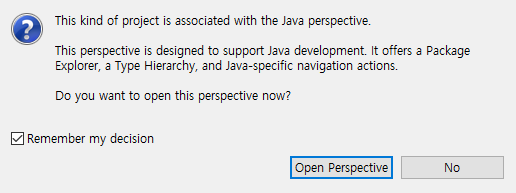 This kind of project is associated with the Java perspective.
This perspective is designed to support Java development. It offers a Package
Explorer, a Type Hierarchy, and Java-specific navigation actions.
Do you want to open this perspective now?
Remember my decision
Open Perspective
No